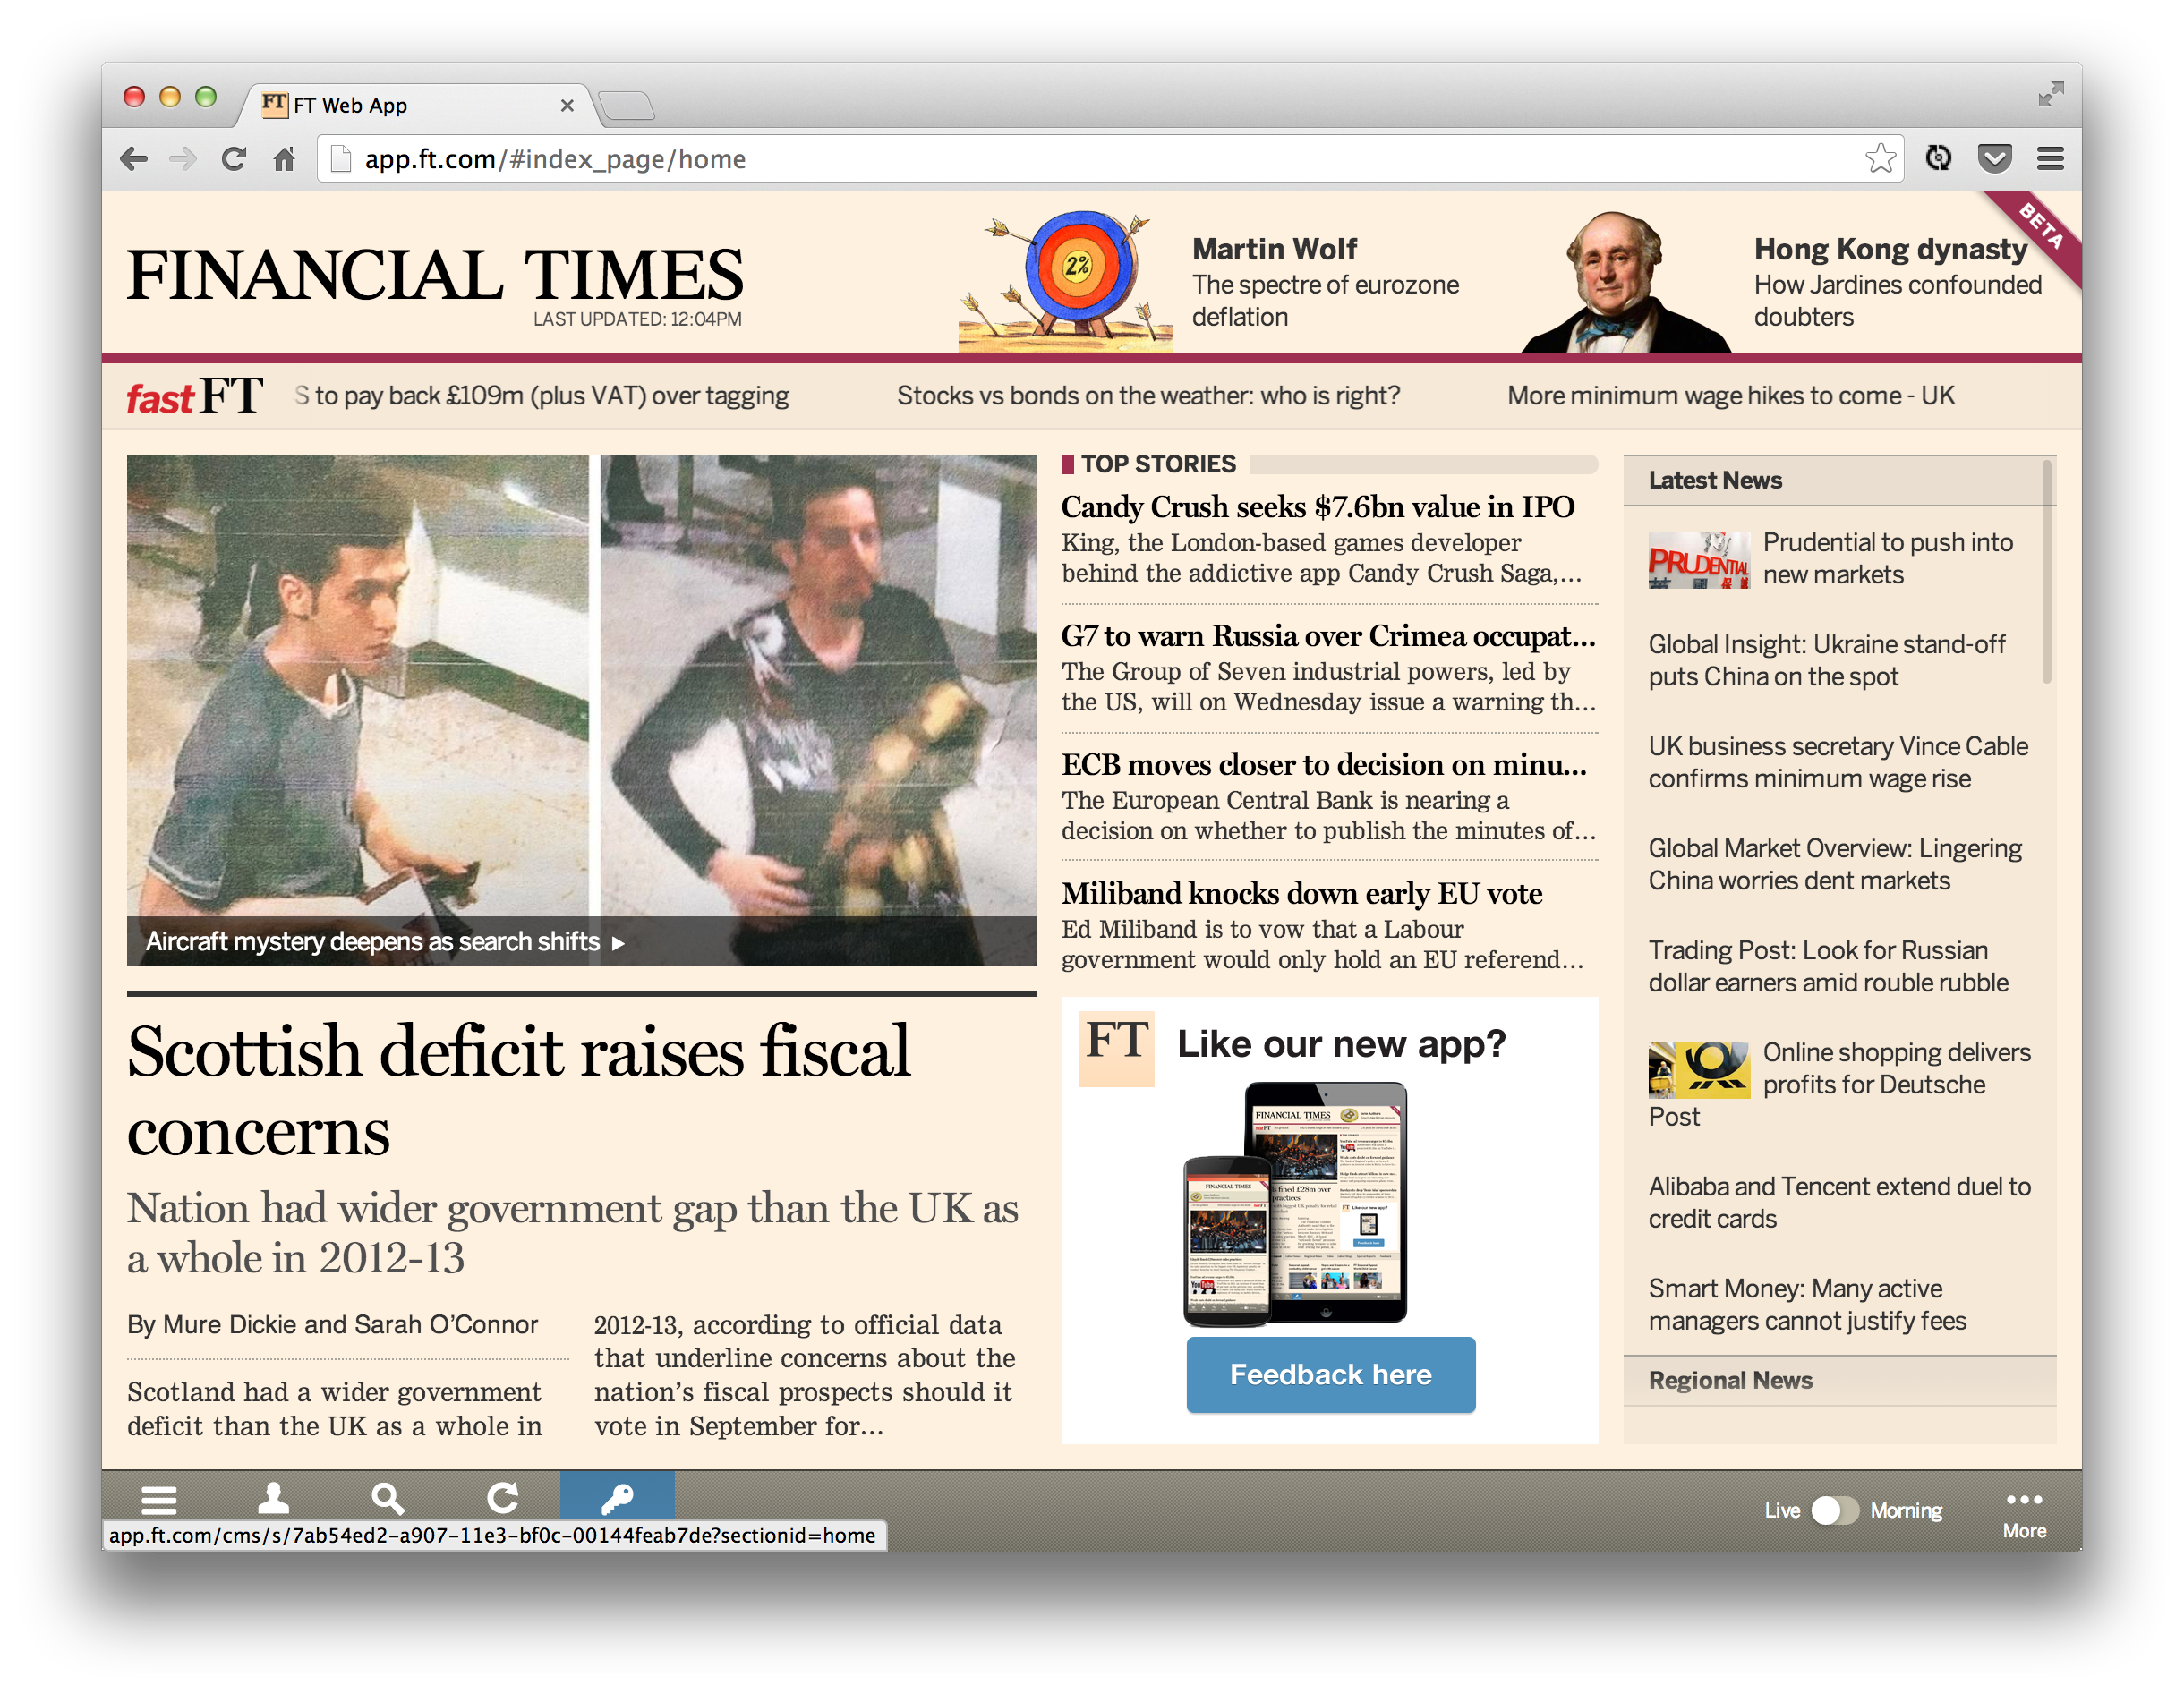 FT Web App
app.ft.com/#index_page/home
FINANCIAL TIMES
LAST UPDATED: 12:04PM
2%
Martin Wolf
The spectre of eurozone
deflation
Hong Kong dynasty
How Jardines confounded
doubters
BETA
fastFT
S to pay back £109m (plus VAT) over tagging
Stocks vs bonds on the weather: who is right?
More minimum wage hikes to come - UK
Aircraft mystery deepens as search shifts
Scottish deficit raises fiscal
concerns
Nation had wider government gap than the UK as
a whole in 2012-13
By Mure Dickie and Sarah O'Connor
Scotland had a wider government
deficit than the UK as a whole in
2012-13, according to official data
that underline concerns about the
nation's fiscal prospects should it
vote in September for...
TOP STORIES
Candy Crush seeks $7.6bn value in IPO
King, the London-based games developer
behind the addictive app Candy Crush Saga,...
G7 to warn Russia over Crimea occupat...
The Group of Seven industrial powers, led by
the US, will on Wednesday issue a warning th...
ECB moves closer to decision on minu...
The European Central Bank is nearing a
decision on whether to publish the minutes of...
Miliband knocks down early EU vote
Ed Miliband is to vow that a Labour
government would only hold an EU referend...
FT
Like our new app?
FINANCIAL TIMES
FINANCIAL TIMES
Feedback here
Latest News
PRUDENTIAL
Prudential to push into
new markets
Global Insight: Ukraine stand-off
puts China on the spot
UK business secretary Vince Cable
confirms minimum wage rise
Global Market Overview: Lingering
China worries dent markets
Trading Post: Look for Russian
dollar earners amid rouble rubble
Online shopping delivers
profits for Deutsche
Post
Alibaba and Tencent extend duel to
credit cards
Smart Money: Many active
managers cannot justify fees
Regional News
Live
Morning
More
app.ft.com/cms/s/7ab54ed2-a907-11e3-bf0c-00144feab7de?sectionid=home